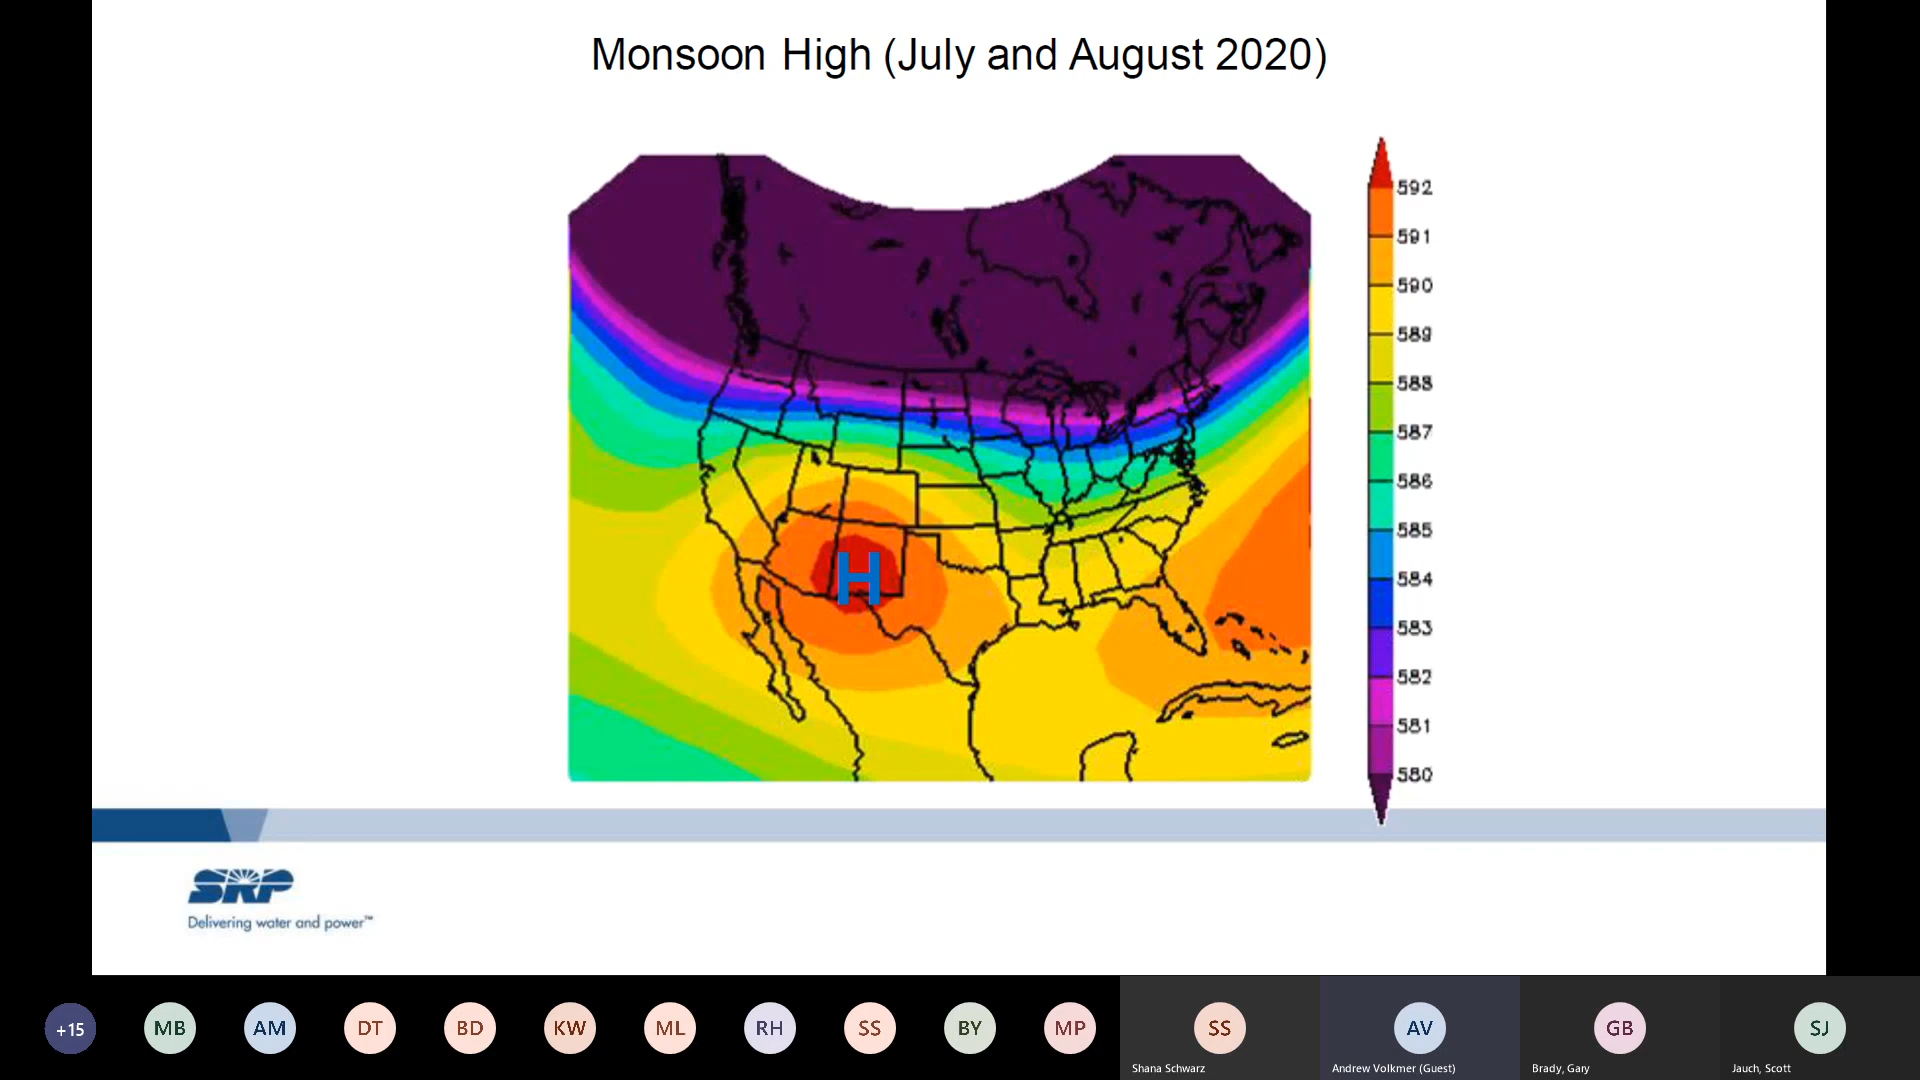 Monsoon High (July and August 2020)
592
591
590
589
588
587
586
585
584
583
582
581
580
H
SRP
Delivering water and power™
+15
MB
AM
DT
BD
KW
ML
RH
SS
BY
MP
SS
AV
GB
SJ
Shana Schwarz
Andrew Volkmer (Guest)
Brady, Gary
Jauch, Scott